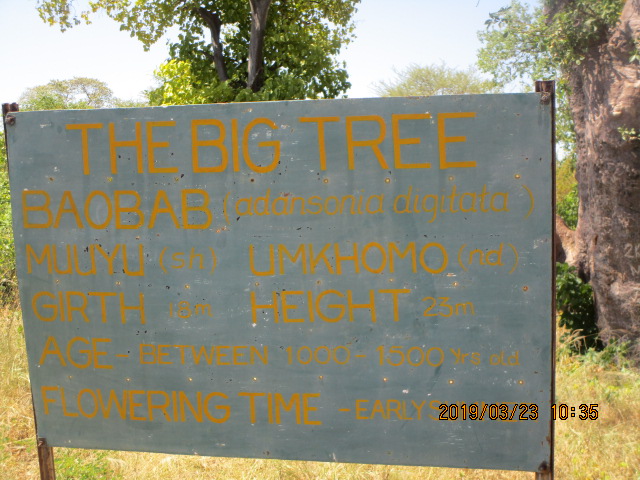 THE BIG TREE
BAOBAB (adansonia digitata)
MUUYU (sh) UMKHOMO (nd)
GIRTH 18m HEIGHT 23m
AGE - BETWEEN 1000 - 1500 Yrs old
FLOWERING TIME - EARLY
2019/03/23 10:35